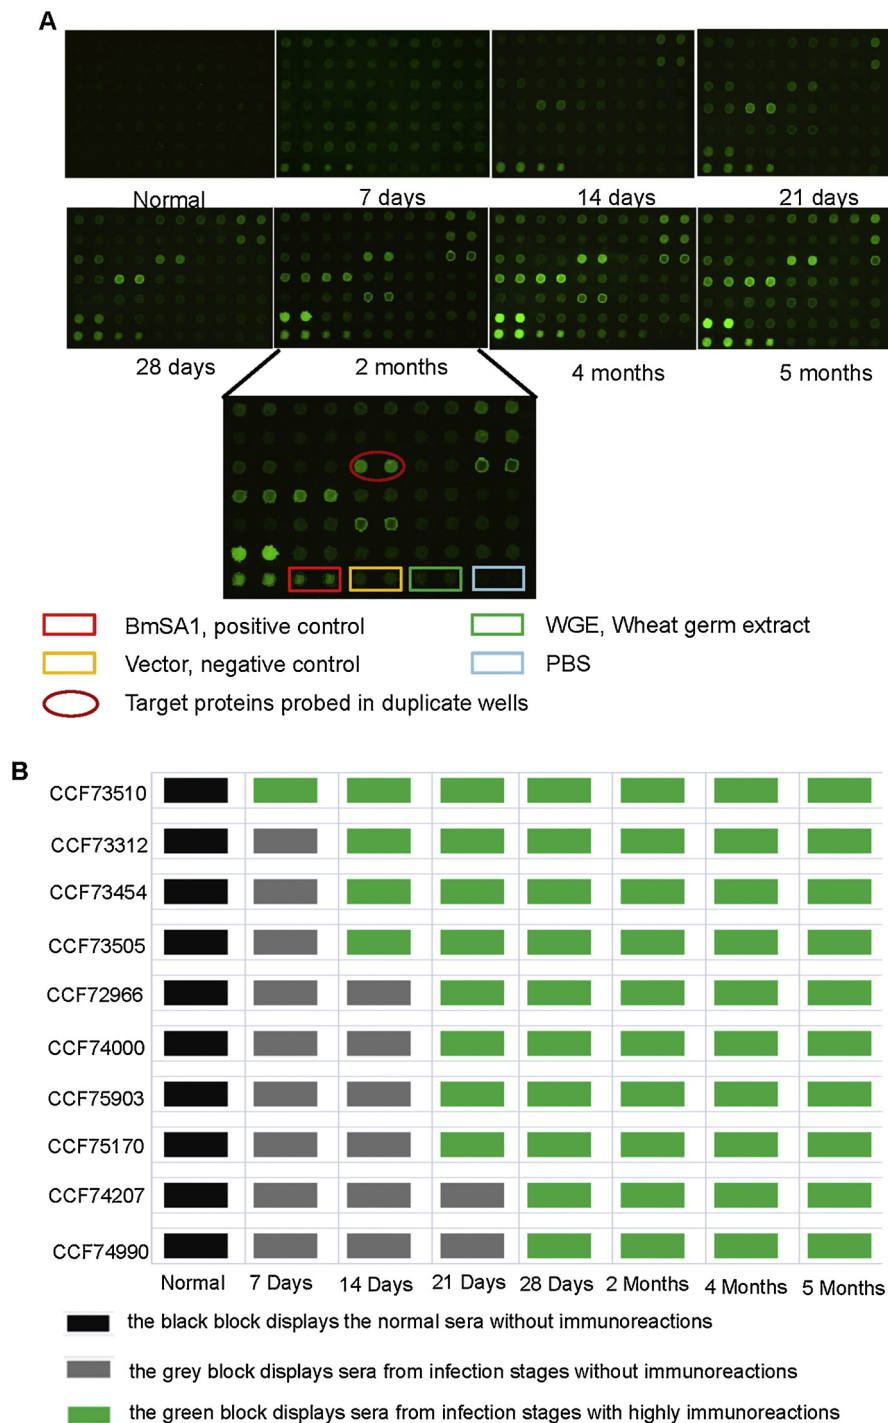 A
Normal
7 days
14 days
21 days
28 days
2 months
4 months
5 months
BmSA1, positive control
WGE, Wheat germ extract
Vector, negative control
PBS
Target proteins probed in duplicate wells
B
CCF73510
CCF73312
CCF73454
CCF73505
CCF72966
CCF74000
CCF75903
CCF75170
CCF74207
CCF74990
Normal 7 Days 14 Days 21 Days 28 Days 2 Months 4 Months 5 Months
the black block displays the normal sera without immunoreactions
the grey block displays sera from infection stages without immunoreactions
the green block displays sera from infection stages with highly immunoreactions